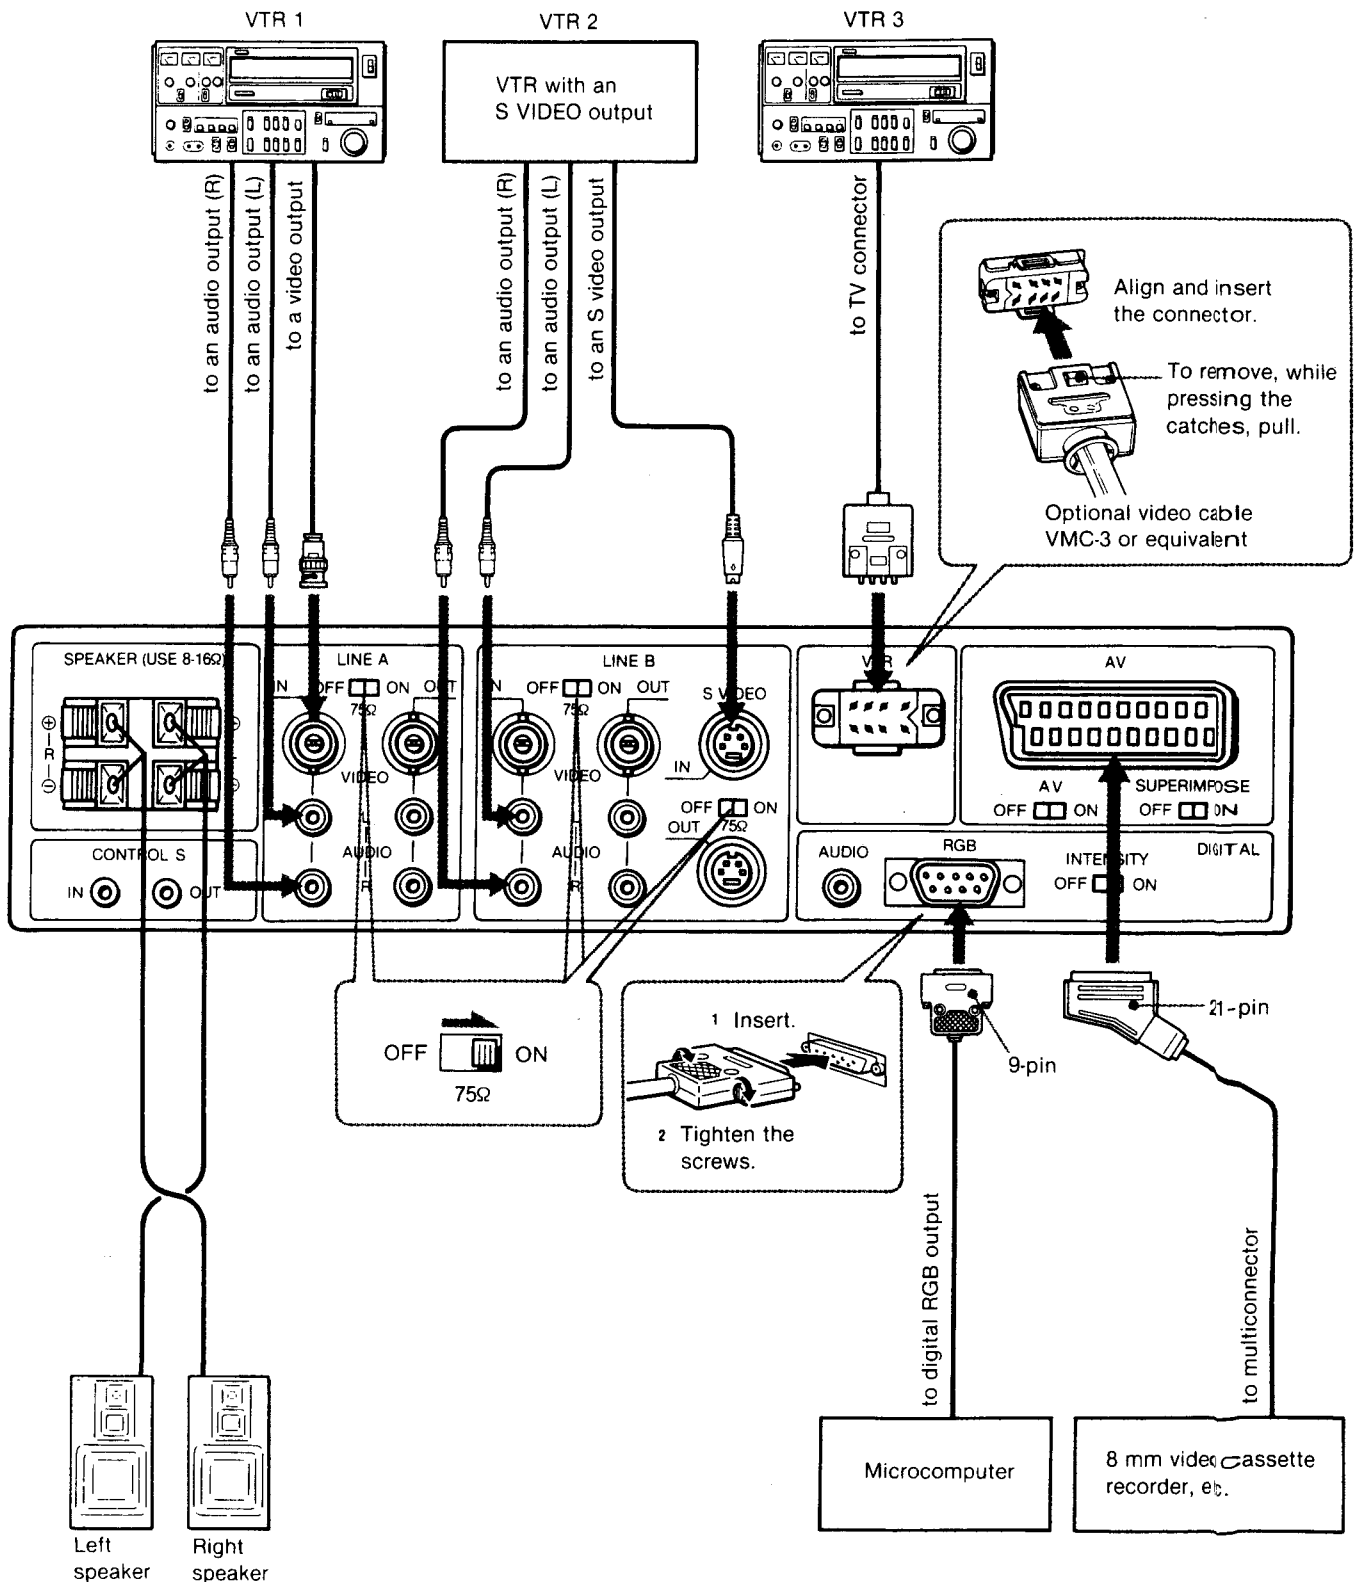 VTR 1
VTR 2
VTR 3
VTR with an
S VIDEO output
to an audio output (R)
to an audio output (L)
to a video output
to an audio output (R)
to an audio output (L)
to an S video output
to TV connector
Align and insert
the connector.
To remove, while
pressing the
catches, pull.
Optional video cable
VMC-3 or equivalent
SPEAKER (USE 8-16Ω)
⊕
R
⊖
LINE A
IN
OFF
ON
OUT
75Ω
VIDEO
L
AUDIO
R
LINE B
IN
OFF
ON
OUT
75Ω
VIDEO
L
AUDIO
R
S VIDEO
IN
OFF
ON
75Ω
OUT
VTR
AV
AV
OFF
ON
SUPERIMPOSE
OFF
ON
CONTROL S
IN
OUT
AUDIO
RGB
INTENSITY
OFF
ON
DIGITAL
OFF
ON
75Ω
1 Insert.
2 Tighten the
screws.
9-pin
21-pin
to digital RGB output
to multiconnector
Microcomputer
8 mm video cassette
recorder, etc.
Left
speaker
Right
speaker